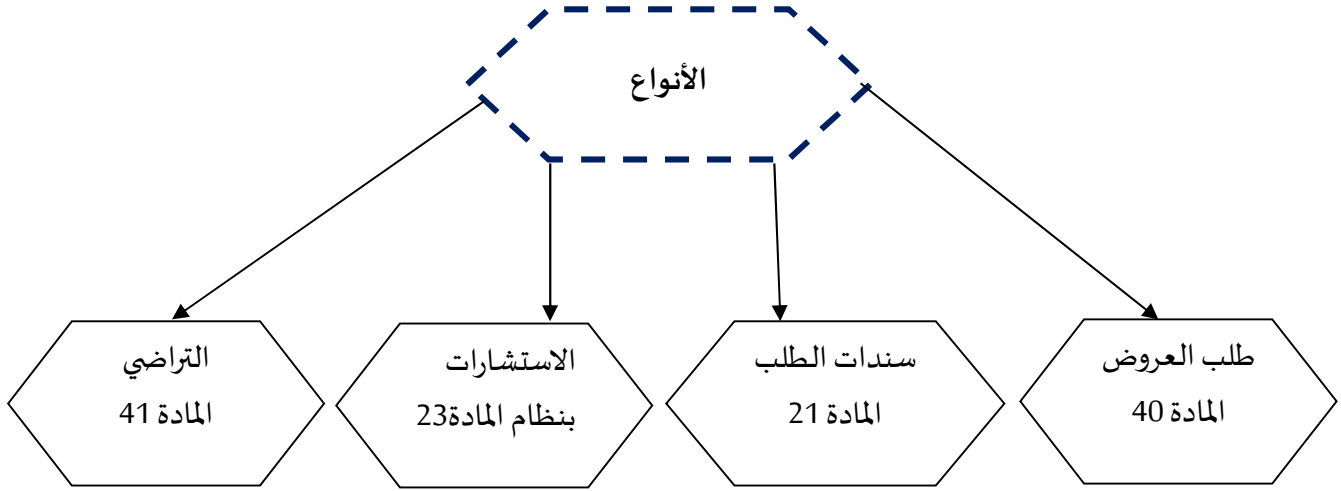 الأنواع
طلب العروض
المادة 40
سندات الطلب
المادة 21
الاستشارات
بنظام المادة23
التراضي
المادة 41